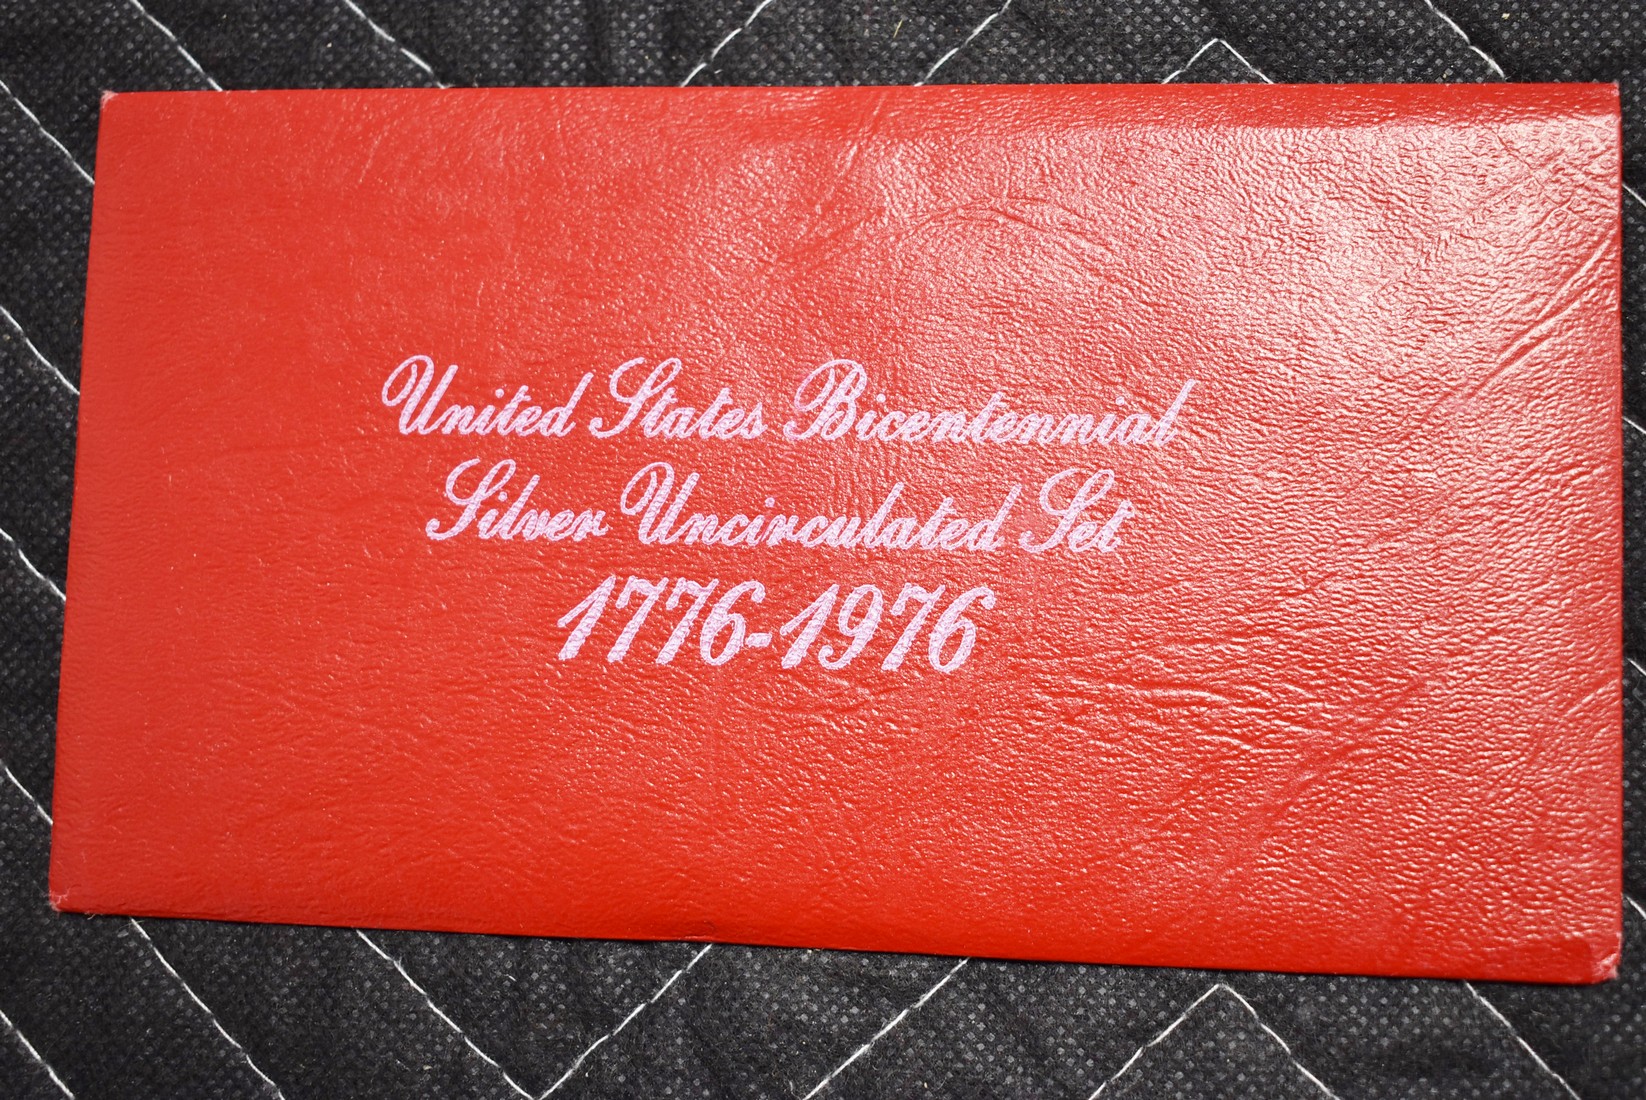 United States Bicentennial
Silver Uncirculated Set
1776-1976